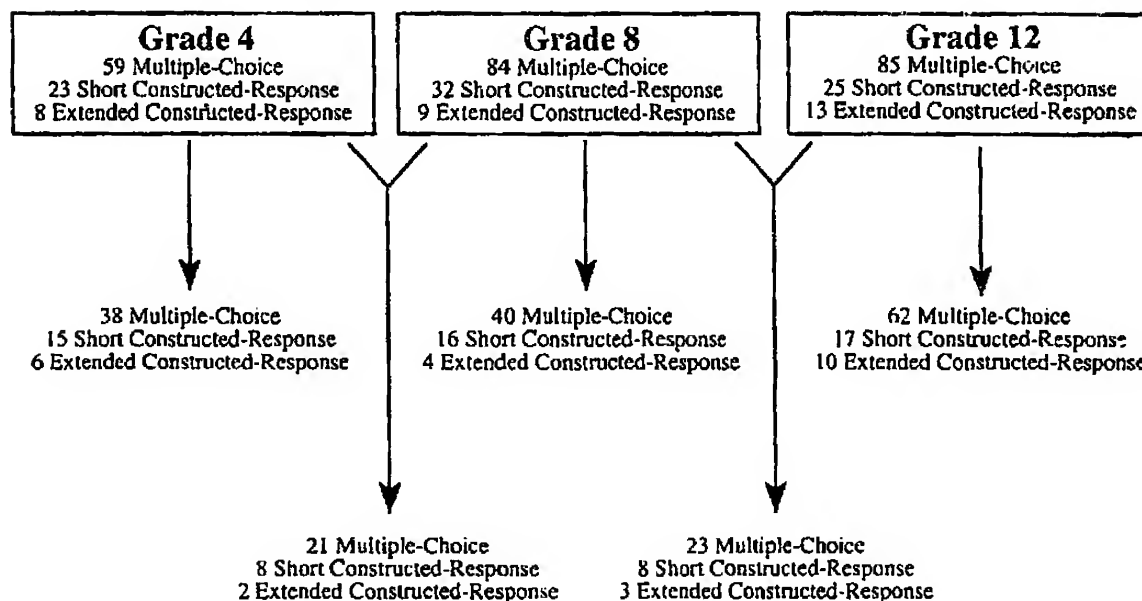 Grade 4
59 Multiple-Choice
23 Short Constructed-Response
8 Extended Constructed-Response
Grade 8
84 Multiple-Choice
32 Short Constructed-Response
9 Extended Constructed-Response
Grade 12
85 Multiple-Choice
25 Short Constructed-Response
13 Extended Constructed-Response
38 Multiple-Choice
15 Short Constructed-Response
6 Extended Constructed-Response
40 Multiple-Choice
16 Short Constructed-Response
4 Extended Constructed-Response
62 Multiple-Choice
17 Short Constructed-Response
10 Extended Constructed-Response
21 Multiple-Choice
8 Short Constructed-Response
2 Extended Constructed-Response
23 Multiple-Choice
8 Short Constructed-Response
3 Extended Constructed-Response